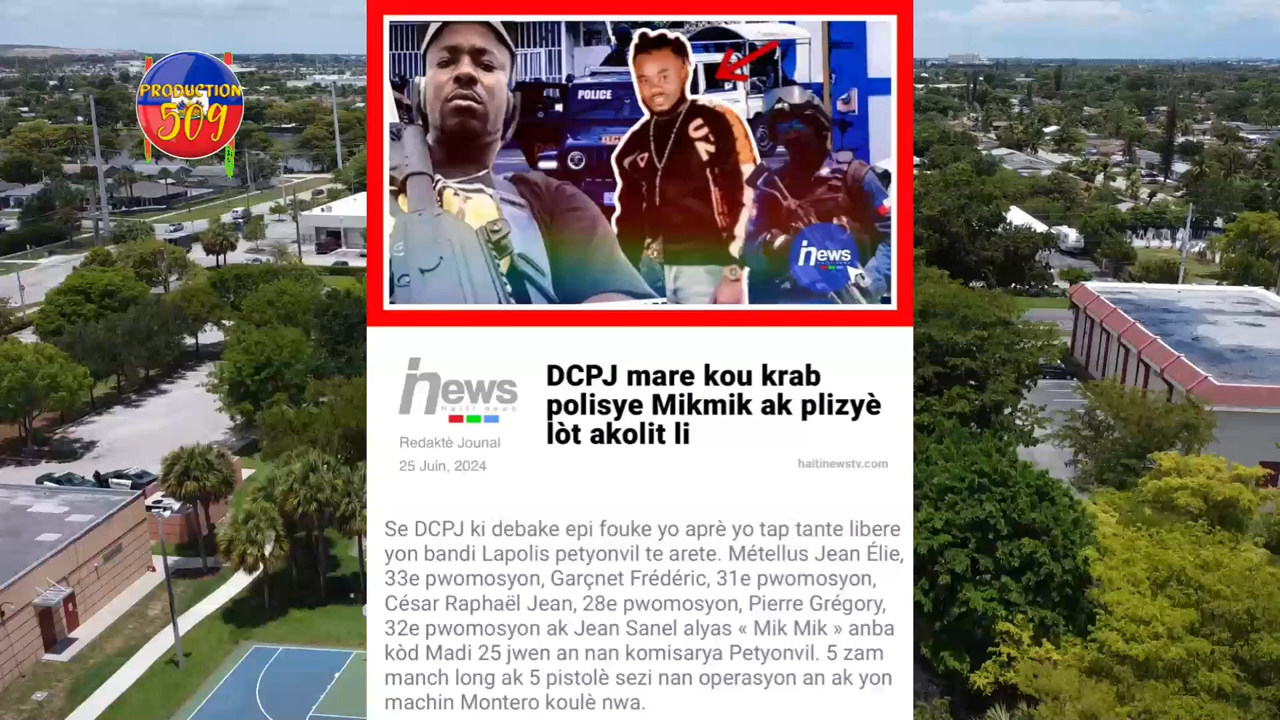 PRODUCTION
509
POLICE
inews
inews
Haiti news
Redaktè Jounal
25 Juin, 2024
DCPJ mare kou krab
polisye Mikmik ak plizyè
lòt akolit li
haitinewstv.com
Se DCPJ ki debake epi fouke yo aprè yo tap tante libere
yon bandi Lapolis petyonvil te arete. Métellus Jean Élie,
33e pwomosyon, Garçnet Frédéric, 31e pwomosyon,
César Raphaël Jean, 28e pwomosyon, Pierre Grégory,
32e pwomosyon ak Jean Sanel alyas « Mik Mik » anba
kòd Madi 25 jwen an nan komisarya Petyonvil. 5 zam
manch long ak 5 pistolè sezi nan operasyon an ak yon
machin Montero koulè nwa.